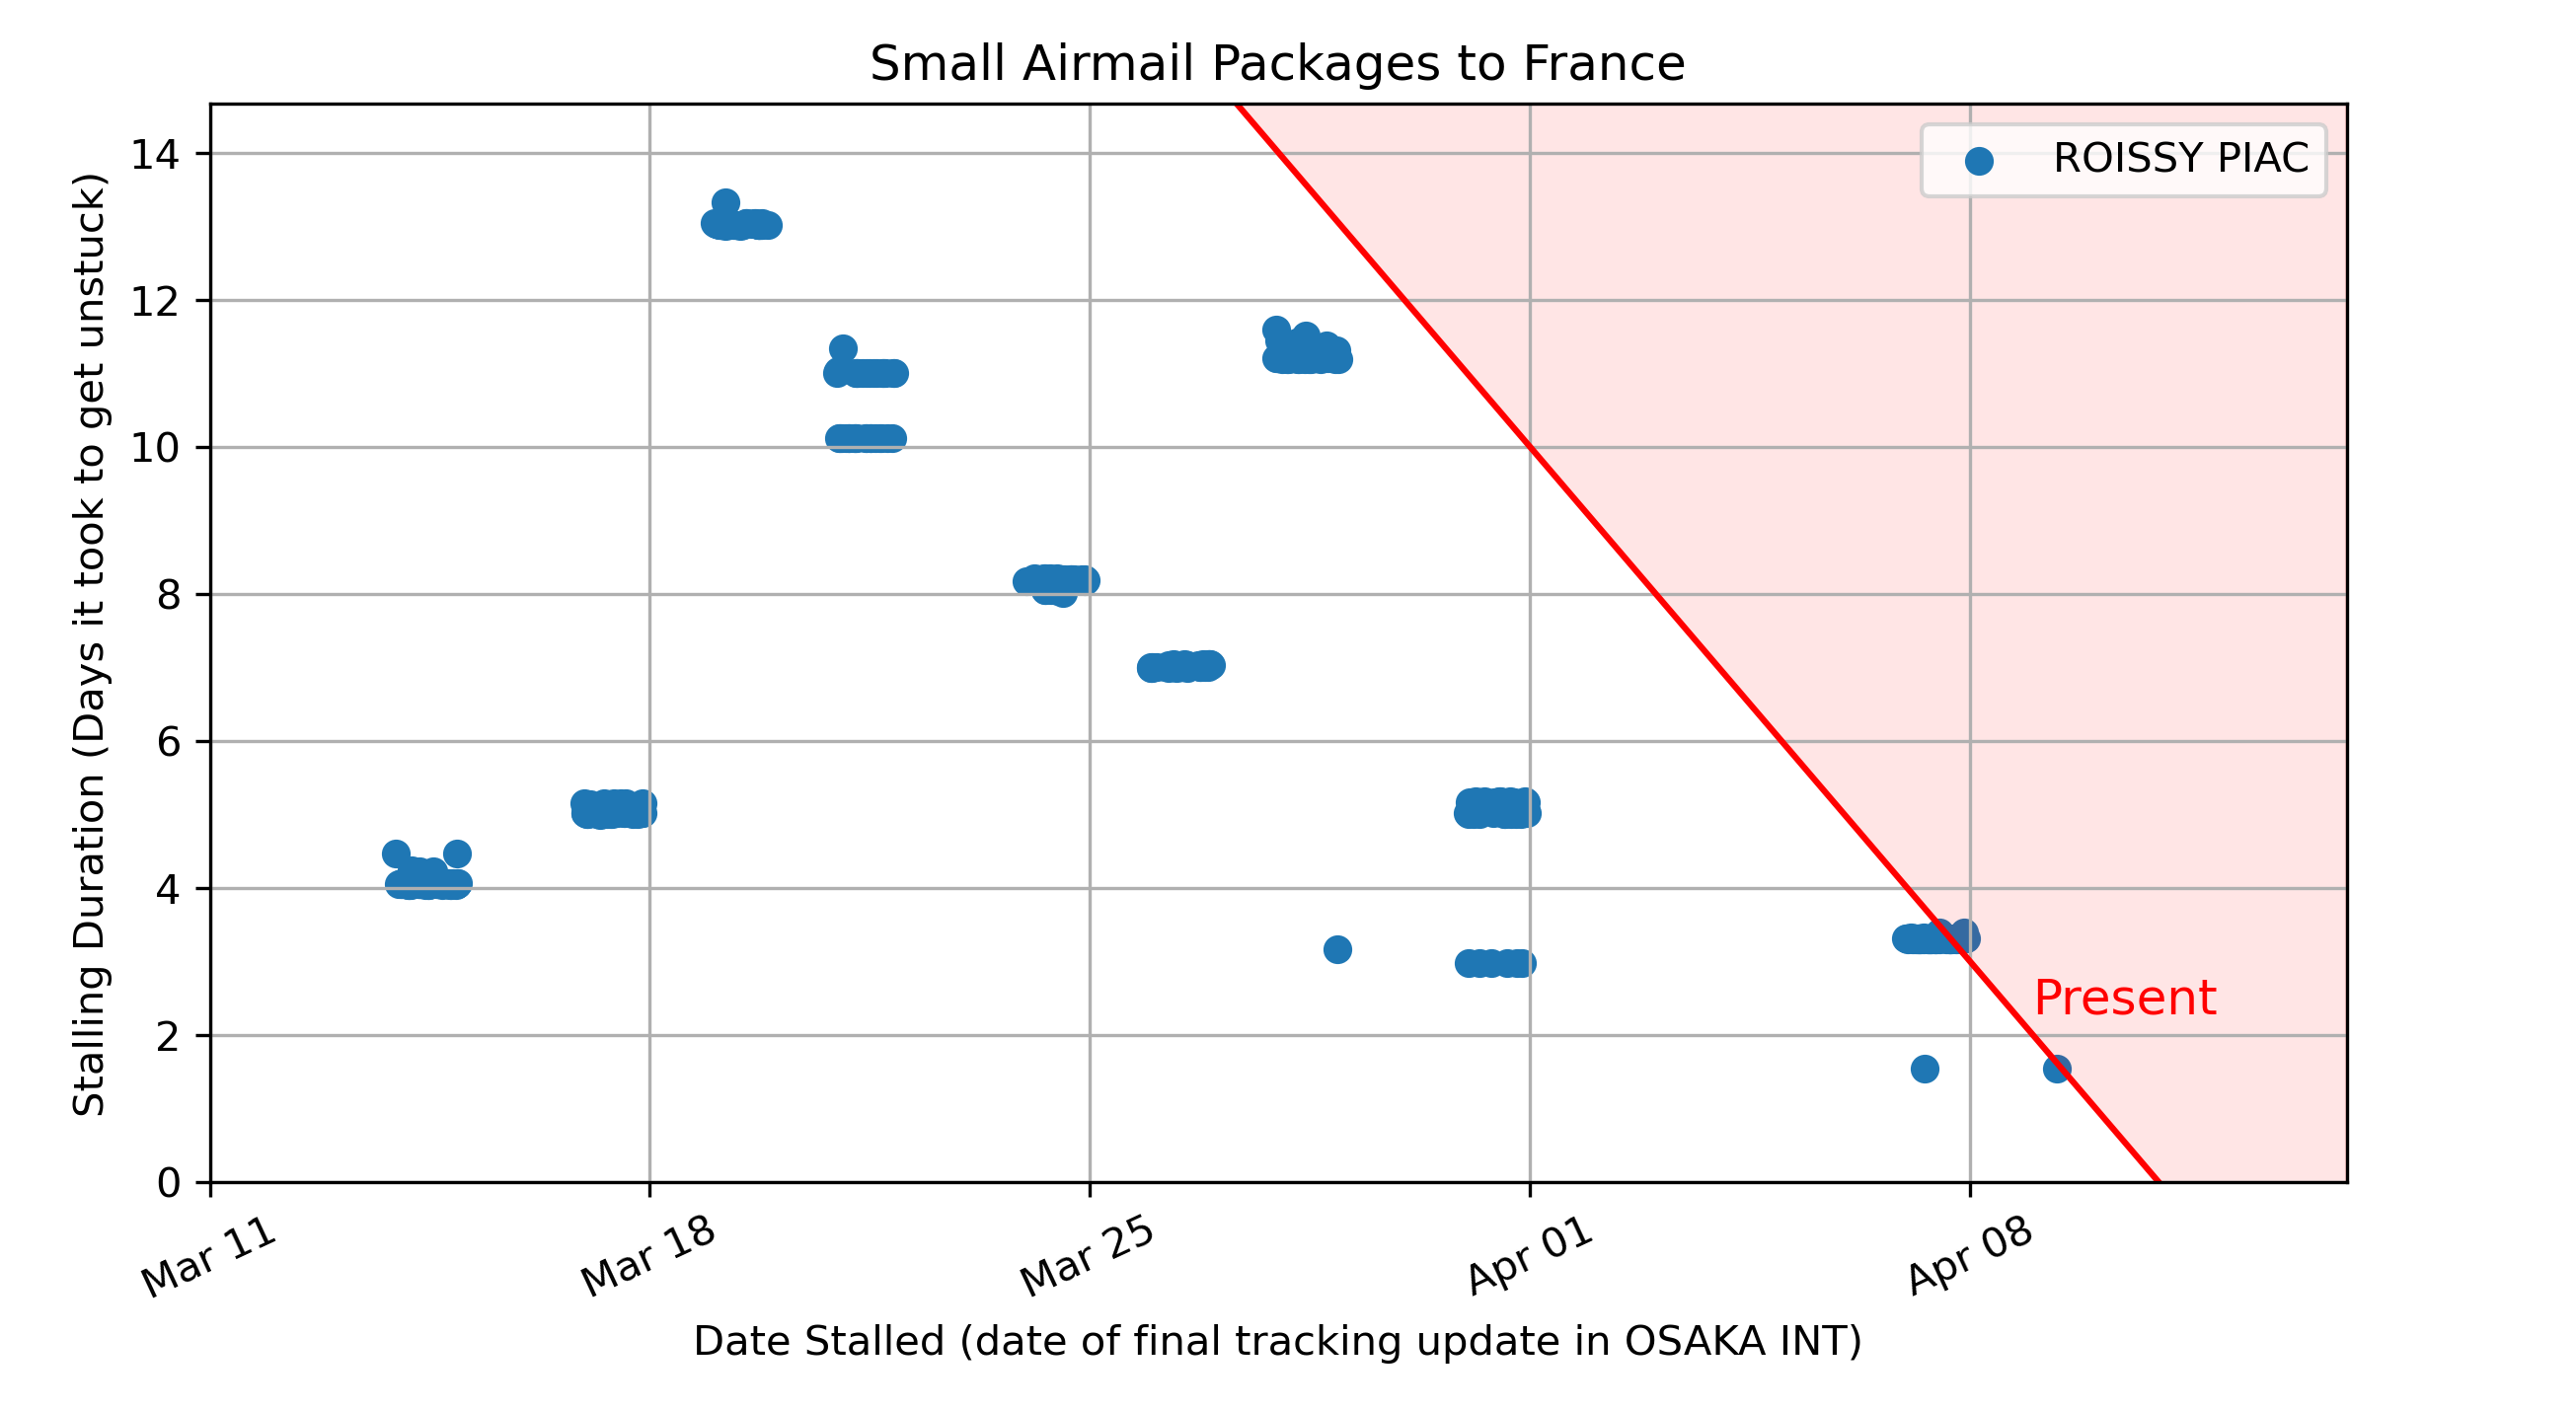 Small Airmail Packages to France
ROISSY PIAC
Stalling Duration (Days it took to get unstuck)
14
12
10
8
6
4
2
0
Present
Mar 11
Mar 18
Mar 25
Apr 01
Apr 08
Date Stalled (date of final tracking update in OSAKA INT)